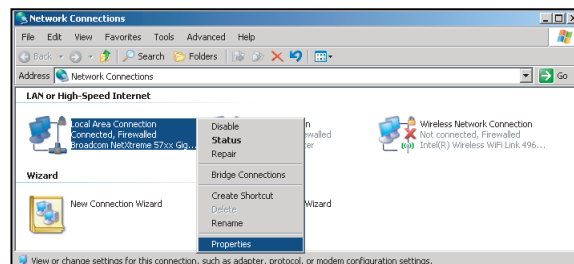 Network Connections
File Edit View Favorites Tools Advanced Help
Back Search Folders
Address Network Connections Go
LAN or High-Speed Internet
Local Area Connection
Connected, Firewalled
Broadcom NetXtreme 57xx Gig...
Disable
Status
Repair
Bridge Connections
Create Shortcut
Delete
Rename
Properties
Wireless Network Connection
Not connected, Firewalled
Intel(R) Wireless WiFi Link 496...
Wizard
New Connection Wizard
Wizard
View or change settings for this connection, such as adapter, protocol, or modem configuration settings.